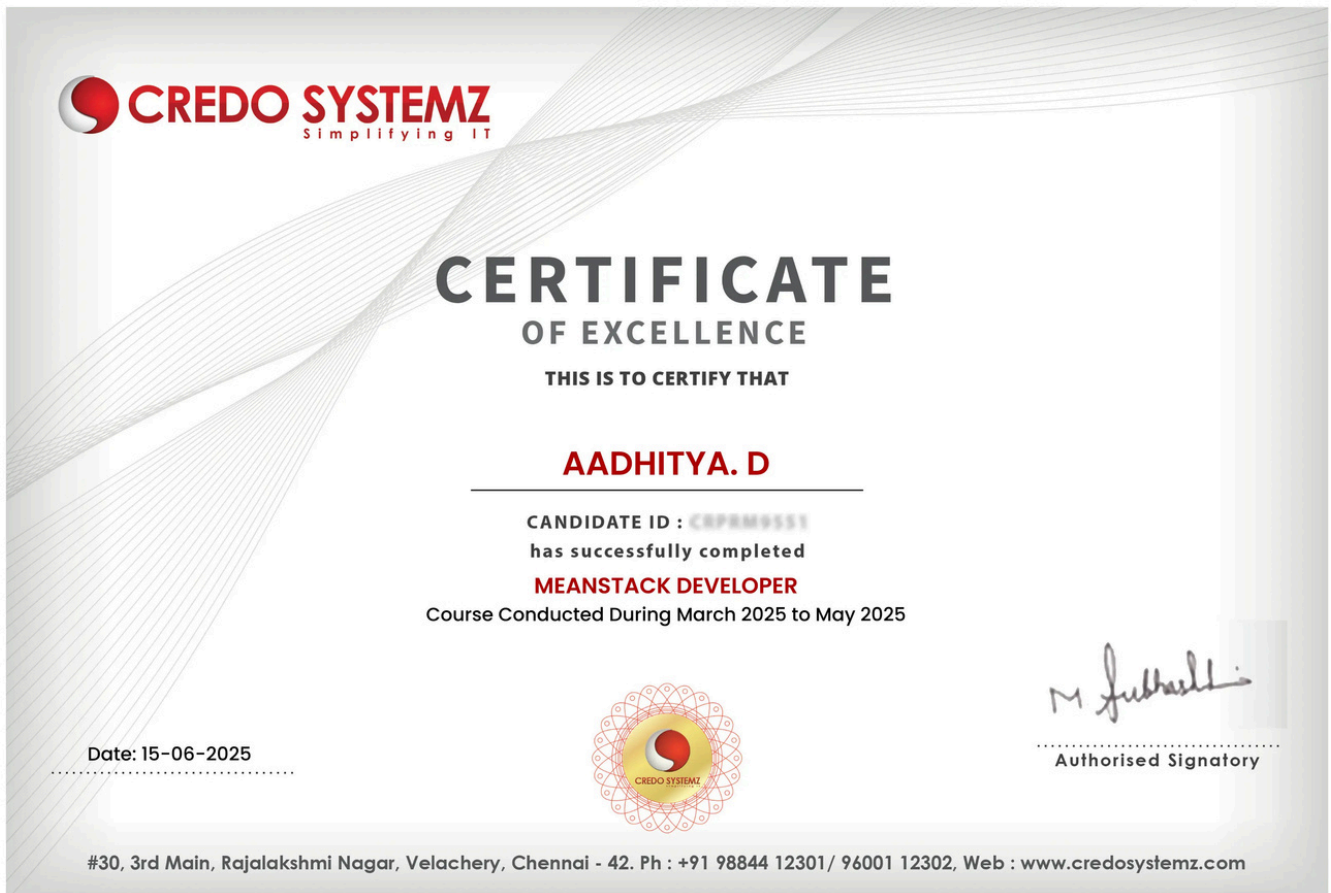 CREDO SYSTEMZ
Simplifying IT
CERTIFICATE
OF EXCELLENCE
THIS IS TO CERTIFY THAT
AADHITYA. D
CANDIDATE ID :
has successfully completed
MEANSTACK DEVELOPER
Course Conducted During March 2025 to May 2025
Date: 15-06-2025
CREDO SYSTEMZ
Authorised Signatory
#30, 3rd Main, Rajalakshmi Nagar, Velachery, Chennai - 42. Ph : +91 98844 12301/ 96001 12302, Web : www.credosystemz.com